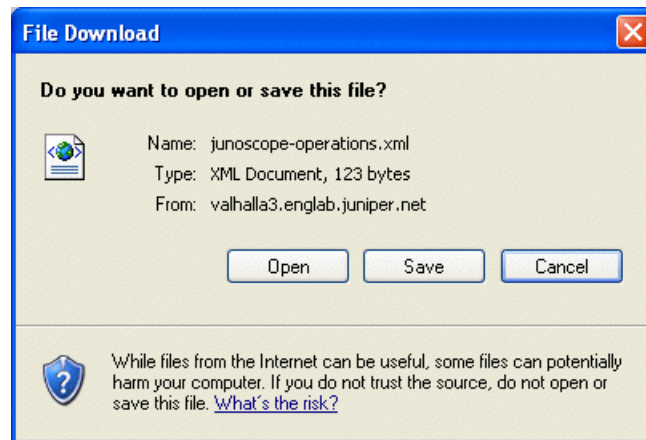 File Download
Do you want to open or save this file?
Name: junoscope-operations.xml
Type: XML Document, 123 bytes
From: valhalla3.englab.juniper.net
Open Save Cancel
While files from the Internet can be useful, some files can potentially
harm your computer. If you do not trust the source, do not open or
save this file. What's the risk?